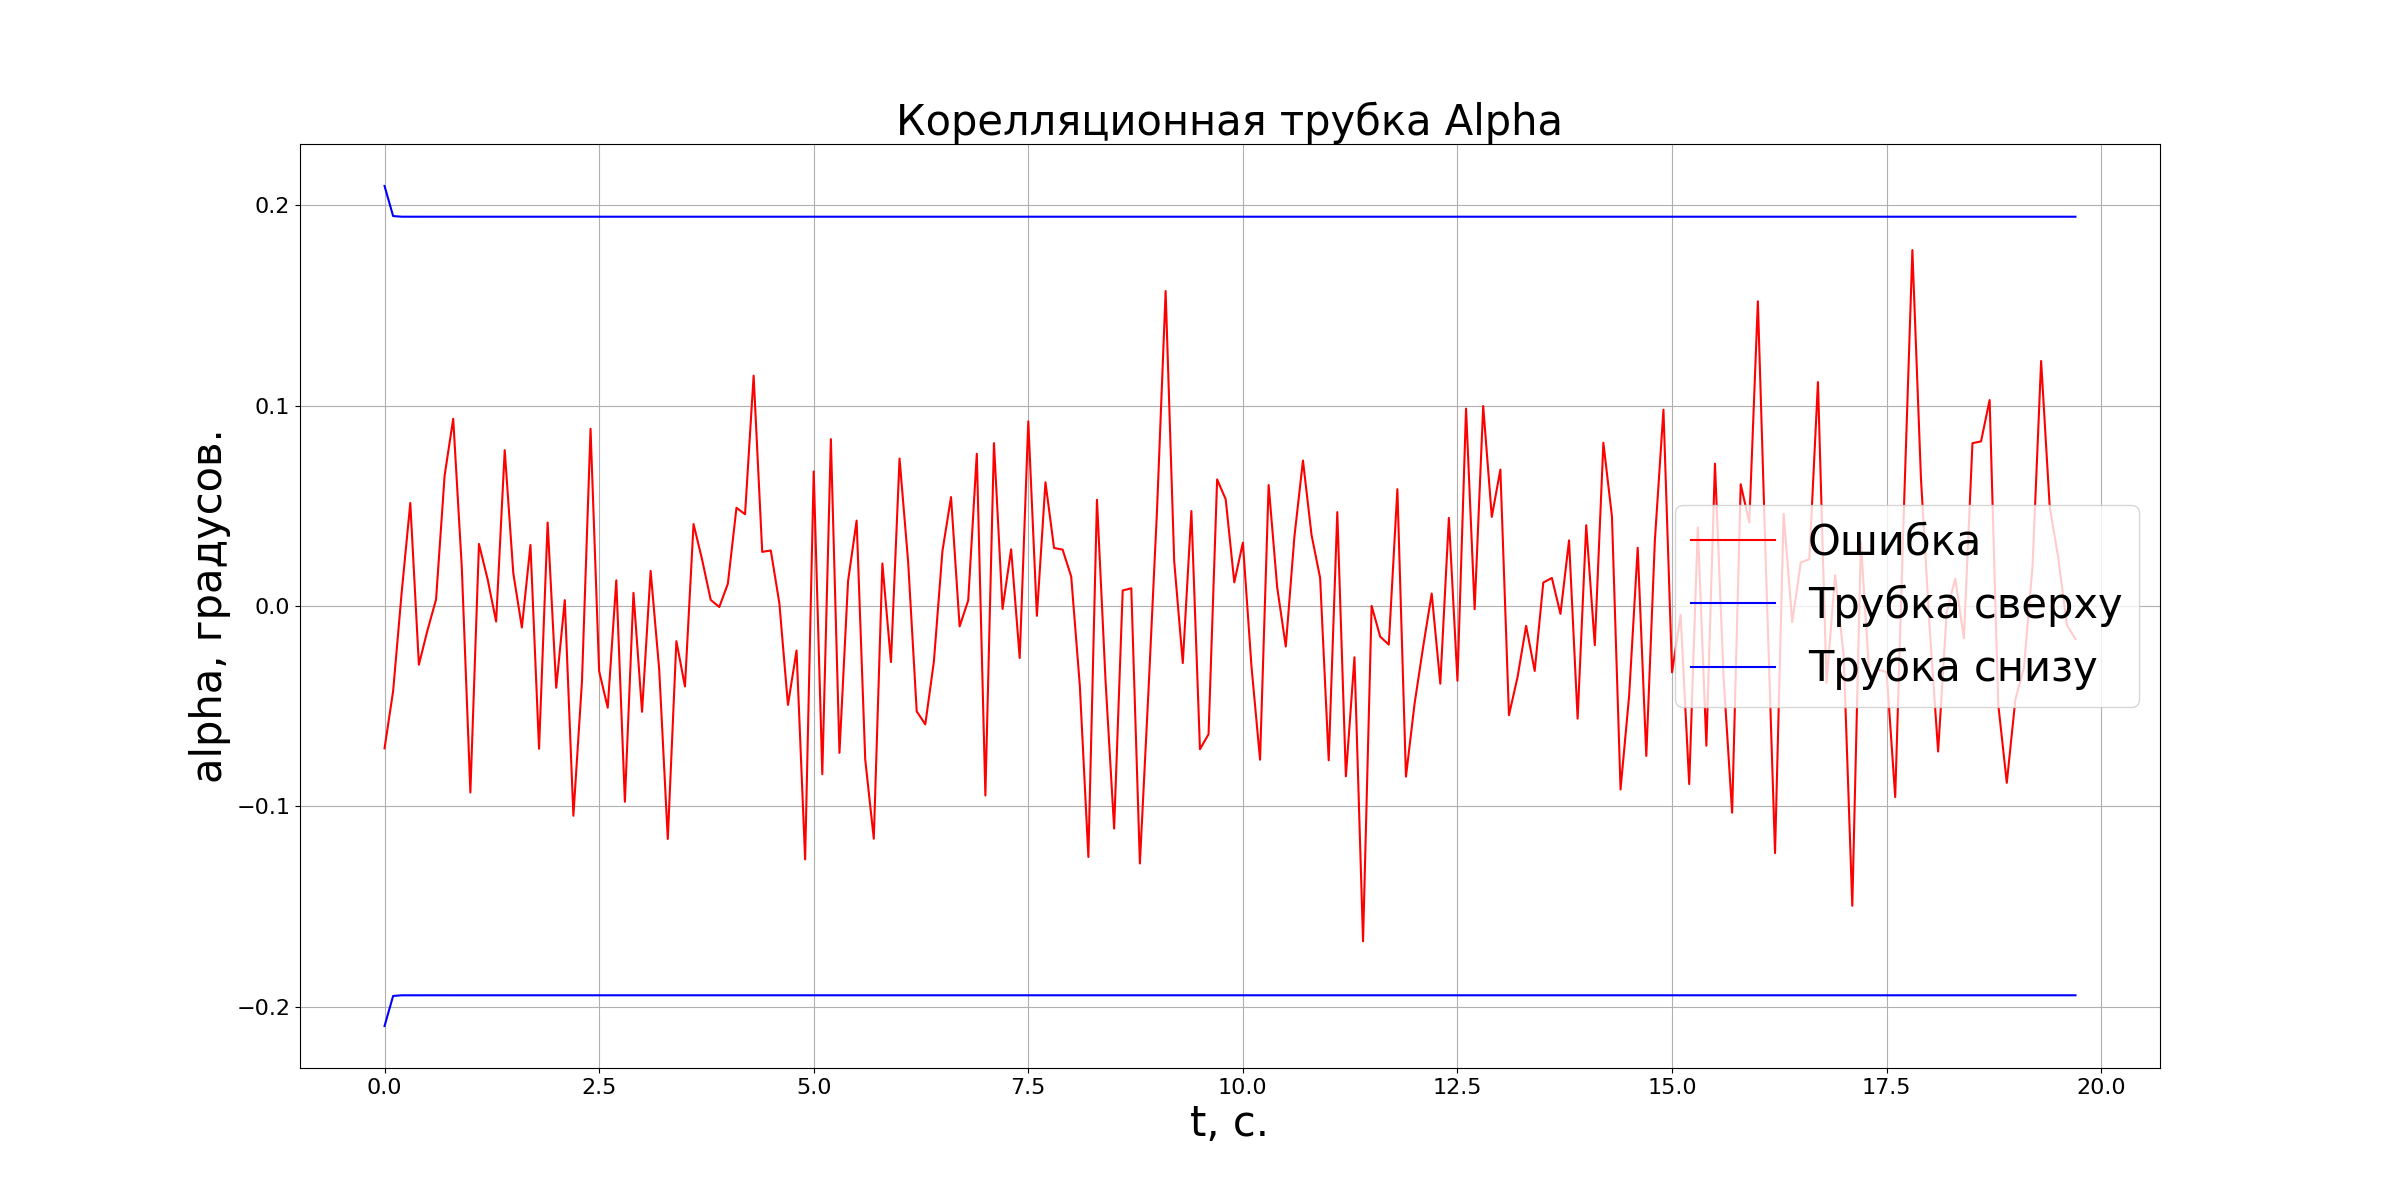 Корелляционная трубка Alpha
0.2
0.1
0.0
−0.1
−0.2
alpha, градусов.
Ошибка
Трубка сверху
Трубка снизу
0.0 2.5 5.0 7.5 10.0 12.5 15.0 17.5 20.0
t, с.